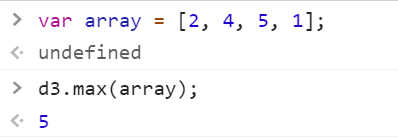 > var array = [2, 4, 5, 1];
<· undefined
> d3.max(array);
<· 5